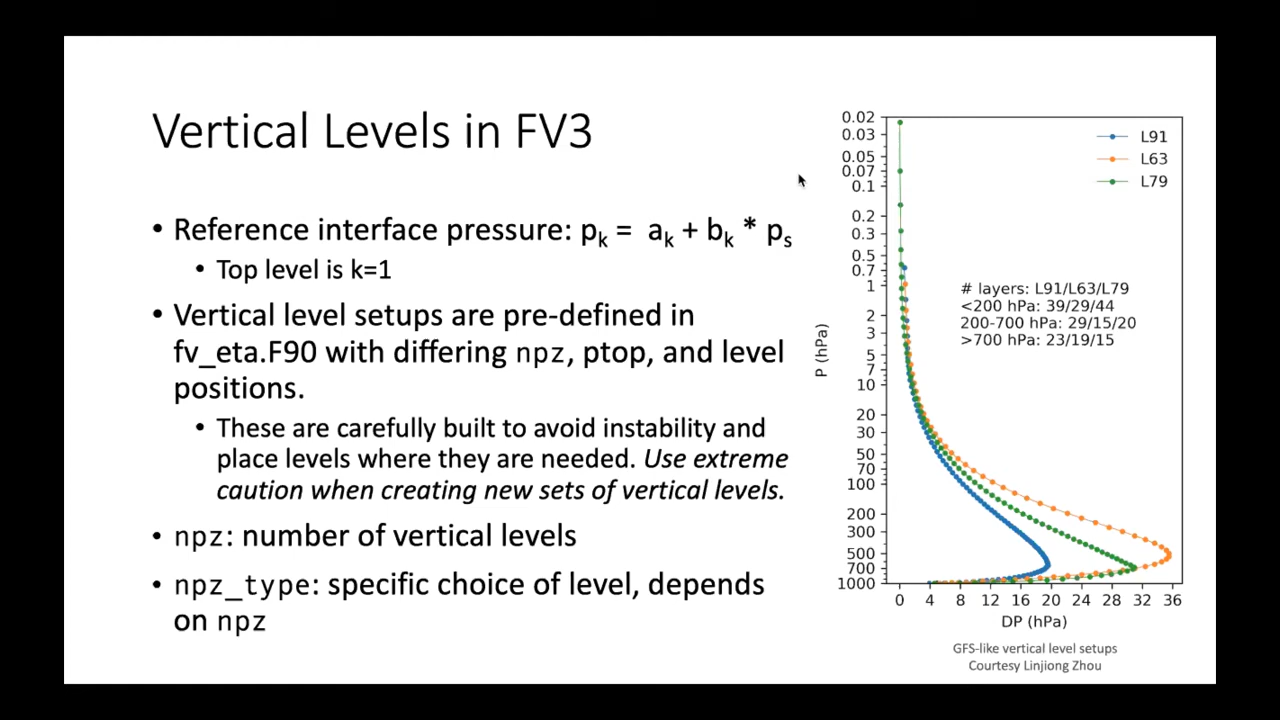 Vertical Levels in FV3
• Reference interface pressure: pk = ak + bk * ps
• Top level is k=1
• Vertical level setups are pre-defined in
fv_eta.F90 with differing npz, ptop, and level
positions.
• These are carefully built to avoid instability and
place levels where they are needed. Use extreme
caution when creating new sets of vertical levels.
• npz: number of vertical levels
• npz_type: specific choice of level, depends
on npz
P (hPa)
0.02
0.03
0.05
0.07
0.1
0.2
0.3
0.5
0.7
1
2
3
5
7
10
20
30
50
70
100
200
300
500
700
1000
L91
L63
L79
# layers: L91/L63/L79
<200 hPa: 39/29/44
200-700 hPa: 29/15/20
>700 hPa: 23/19/15
0 4 8 12 16 20 24 28 32 36
DP (hPa)
GFS-like vertical level setups
Courtesy Linjiong Zhou